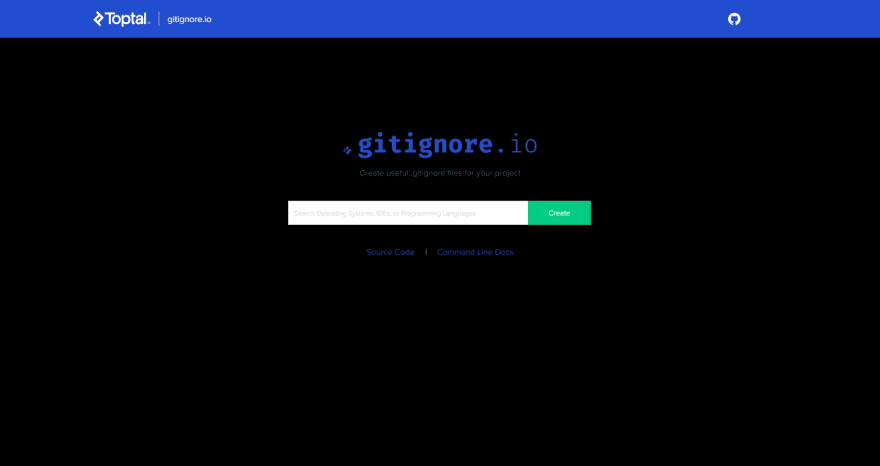 Toptal
gitignore.io
.gitignore.io
Create useful .gitignore files for your project
Search Operating Systems, IDEs, or Programming Languages
Create
Source Code | Command Line Docs